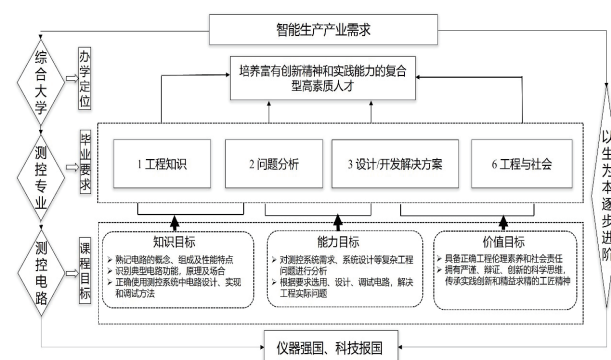 智能生产产业需求
综合大学
办学定位
培养富有创新精神和实践能力的复合
型高素质人才
测控专业
毕业要求
1 工程知识
2 问题分析
3 设计/开发解决方案
6 工程与社会
以生为本逐步进阶
测控电路
课程目标
知识目标
熟记电路的概念、组成及性能特点
识别典型电路功能，原理及场合
正确使用测控系统中电路设计、实现
和调试方法
能力目标
对测控系统需求、系统设计等复杂工程
问题进行分析
根据要求选用、设计、调试电路，解决
工程实际问题
价值目标
具备正确工程伦理素养和社会责任
拥有严谨、辩证、创新的科学思维，
传承实践创新和精益求精的工匠精神
仪器强国、科技报国